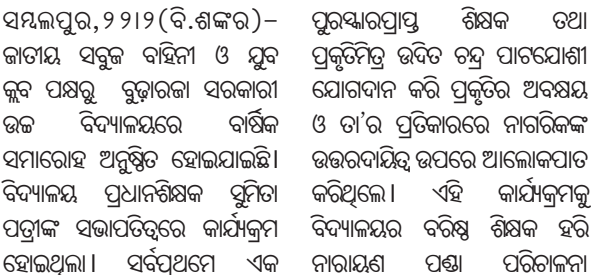 ସମ୍ବଲପୁର,୨୨।୨(ବି.ଶଙ୍କର)–
ଜାତୀୟ ସବୁଜ ବାହିନୀ ଓ ଯୁବ
କ୍ଲବ ପକ୍ଷରୁ ବୁଢ଼ାରଜା ସରକାରୀ
ଉଚ୍ଚ ବିଦ୍ୟାଳୟରେ ବାର୍ଷିକ
ସମାରୋହ ଅନୁଷ୍ଠିତ ହୋଇଯାଇଛି।
ବିଦ୍ୟାଳୟ ପ୍ରଧାନଶିକ୍ଷକ ସୁମିତା
ପତ୍ରୀଙ୍କ ସଭାପତିତ୍ୱରେ କାର୍ଯ୍ୟକ୍ରମ
ହୋଇଥିଲା। ସର୍ବପ୍ରଥମେ ଏକ
ପୁରସ୍କାରପ୍ରାପ୍ତ ଶିକ୍ଷକ ତଥା
ପ୍ରକୃତିମିତ୍ର ଉଦିତ ଚନ୍ଦ୍ର ପାଟଯୋଶୀ
ଯୋଗଦାନ କରି ପ୍ରକୃତିର ଅବକ୍ଷୟ
ଓ ତା'ର ପ୍ରତିକାରରେ ନାଗରିକଙ୍କ
ଉତ୍ତରଦାୟିତ୍ୱ ଉପରେ ଆଲୋକପାତ
କରିଥିଲେ। ଏହି କାର୍ଯ୍ୟକ୍ରମକୁ
ବିଦ୍ୟାଳୟର ବରିଷ୍ଠ ଶିକ୍ଷକ ହରି
ନାରାୟଣ ପଣ୍ଡା ପରିଚାଳନା